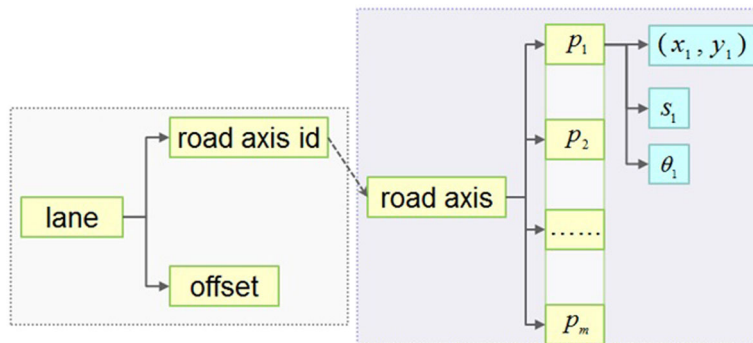 lane
road axis id
offset
road axis
p₁
p₂
......
pₘ
(x₁, y₁)
s₁
θ₁